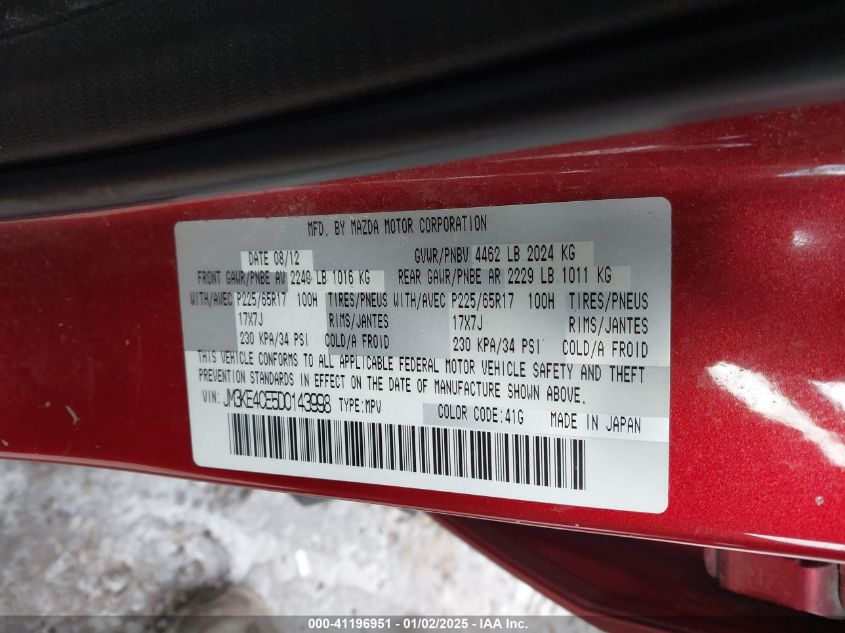 MFD. BY MAZDA MOTOR CORPORATION
DATE 08/12 GVWR/PNBV 4462 LB 2024 KG
FRONT GAWR/PNBE AV 2240 LB 1016 KG REAR GAWR/PNBE AR 2229 LB 1011 KG
WITH/AVEC P225/65R17 100H TIRES/PNEUS WITH/AVEC P225/65R17 100H TIRES/PNEUS
17X7J RIMS/JANTES 17X7J RIMS/JANTES
230 KPA/34 PSI COLD/A FROID 230 KPA/34 PSI COLD/A FROID
THIS VEHICLE CONFORMS TO ALL APPLICABLE FEDERAL MOTOR VEHICLE SAFETY AND THEFT
PREVENTION STANDARDS IN EFFECT ON THE DATE OF MANUFACTURE SHOWN ABOVE.
VIN: JM3KE4CE5D0143998 TYPE:MPV COLOR CODE:41G MADE IN JAPAN
000-41196951 - 01/02/2025 - IAA Inc.